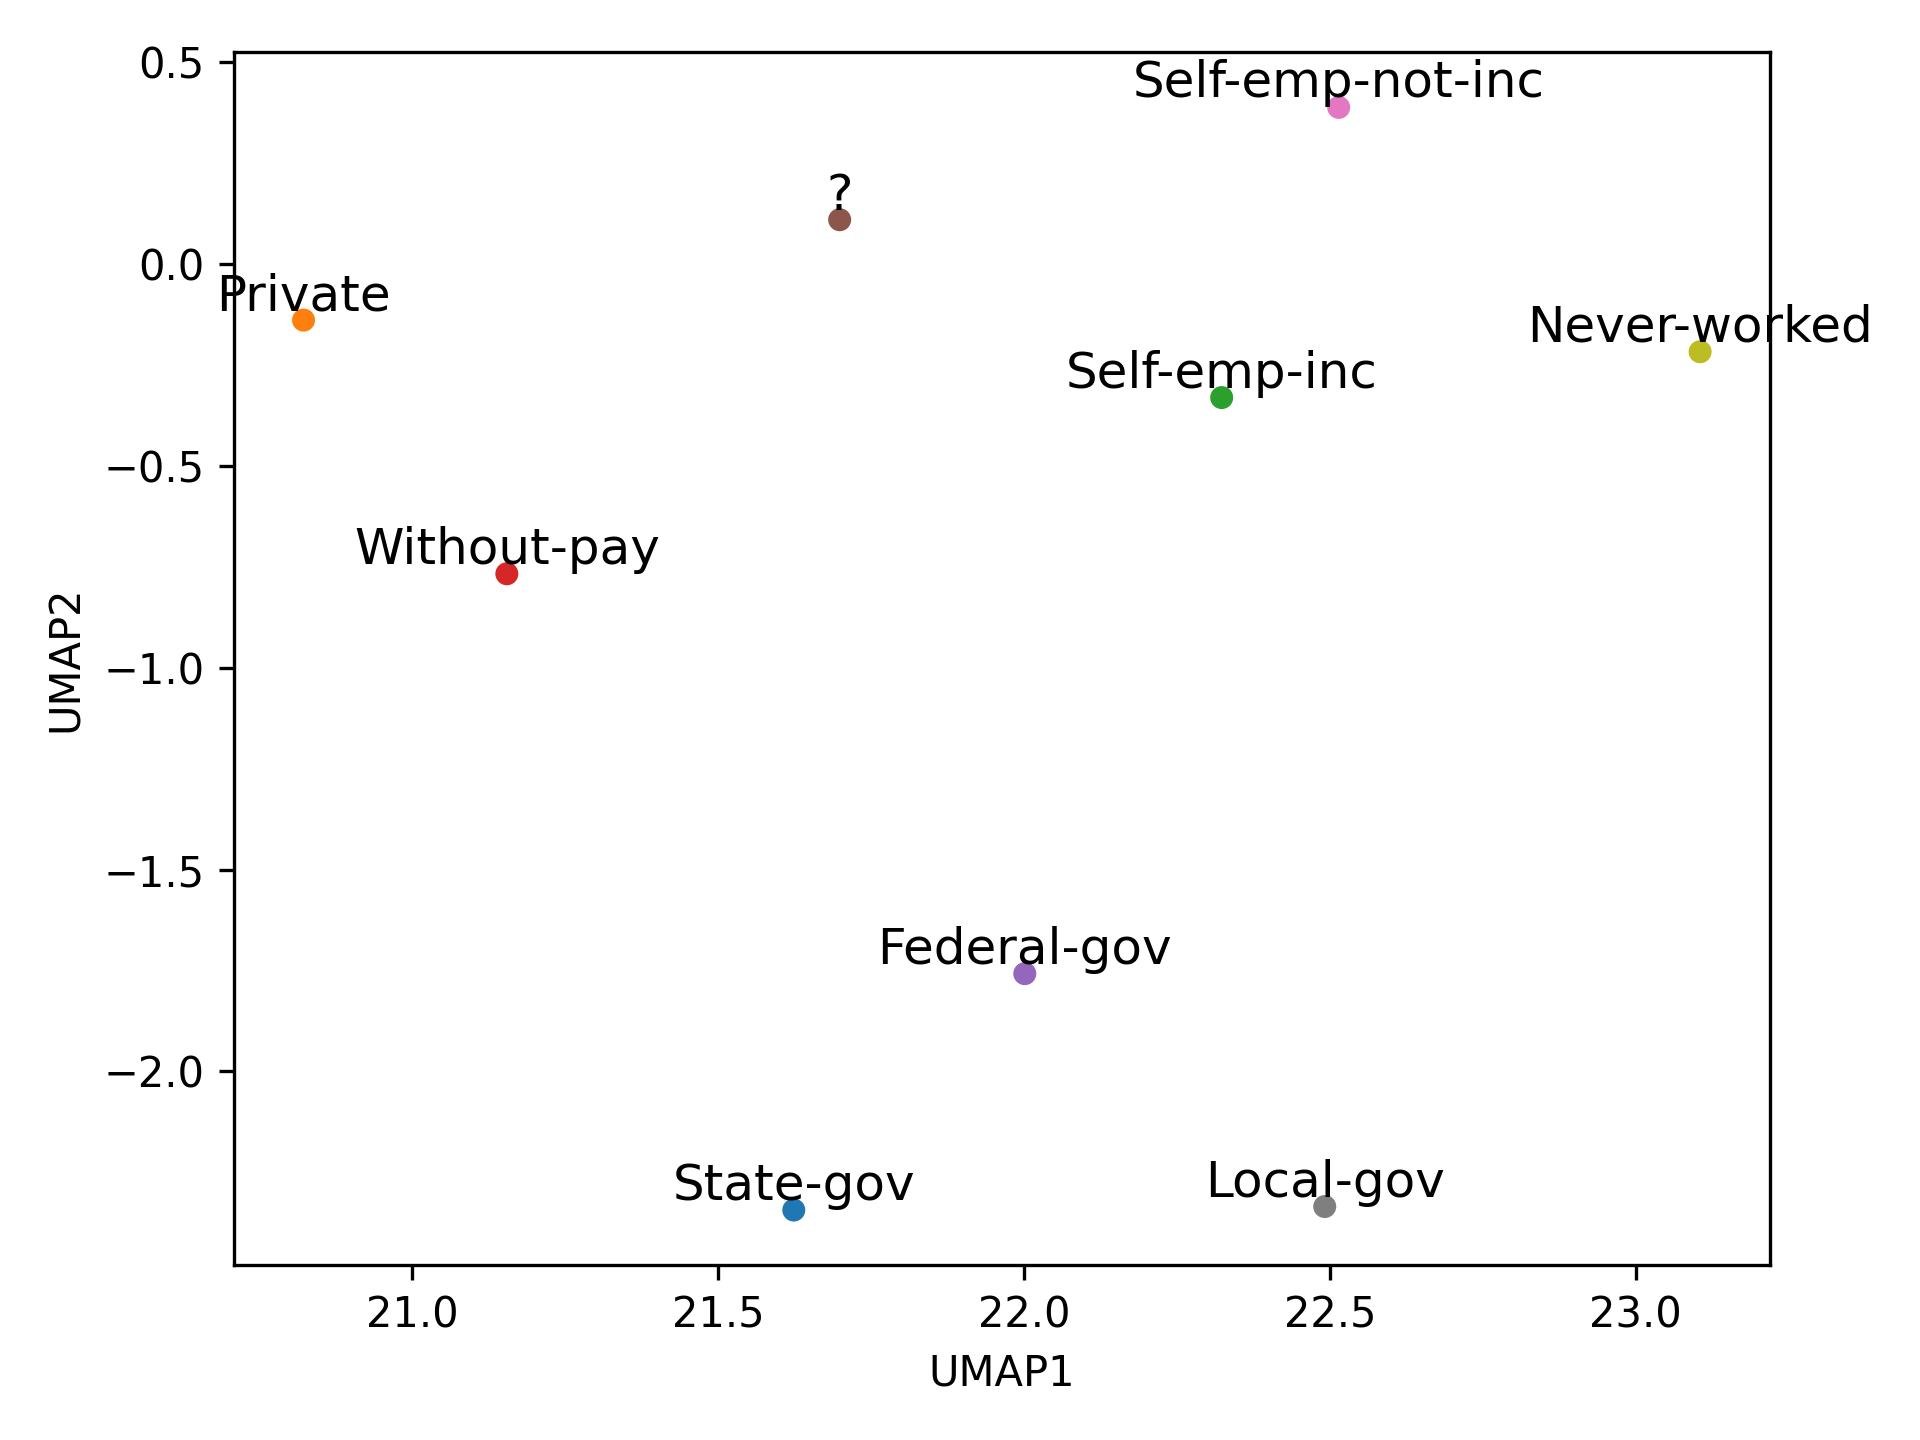 0.5
Self-emp-not-inc
?
0.0
Private
Never-worked
Self-emp-inc
−0.5
Without-pay
UMAP2
−1.0
−1.5
Federal-gov
−2.0
State-gov
Local-gov
21.0 21.5 22.0 22.5 23.0
UMAP1